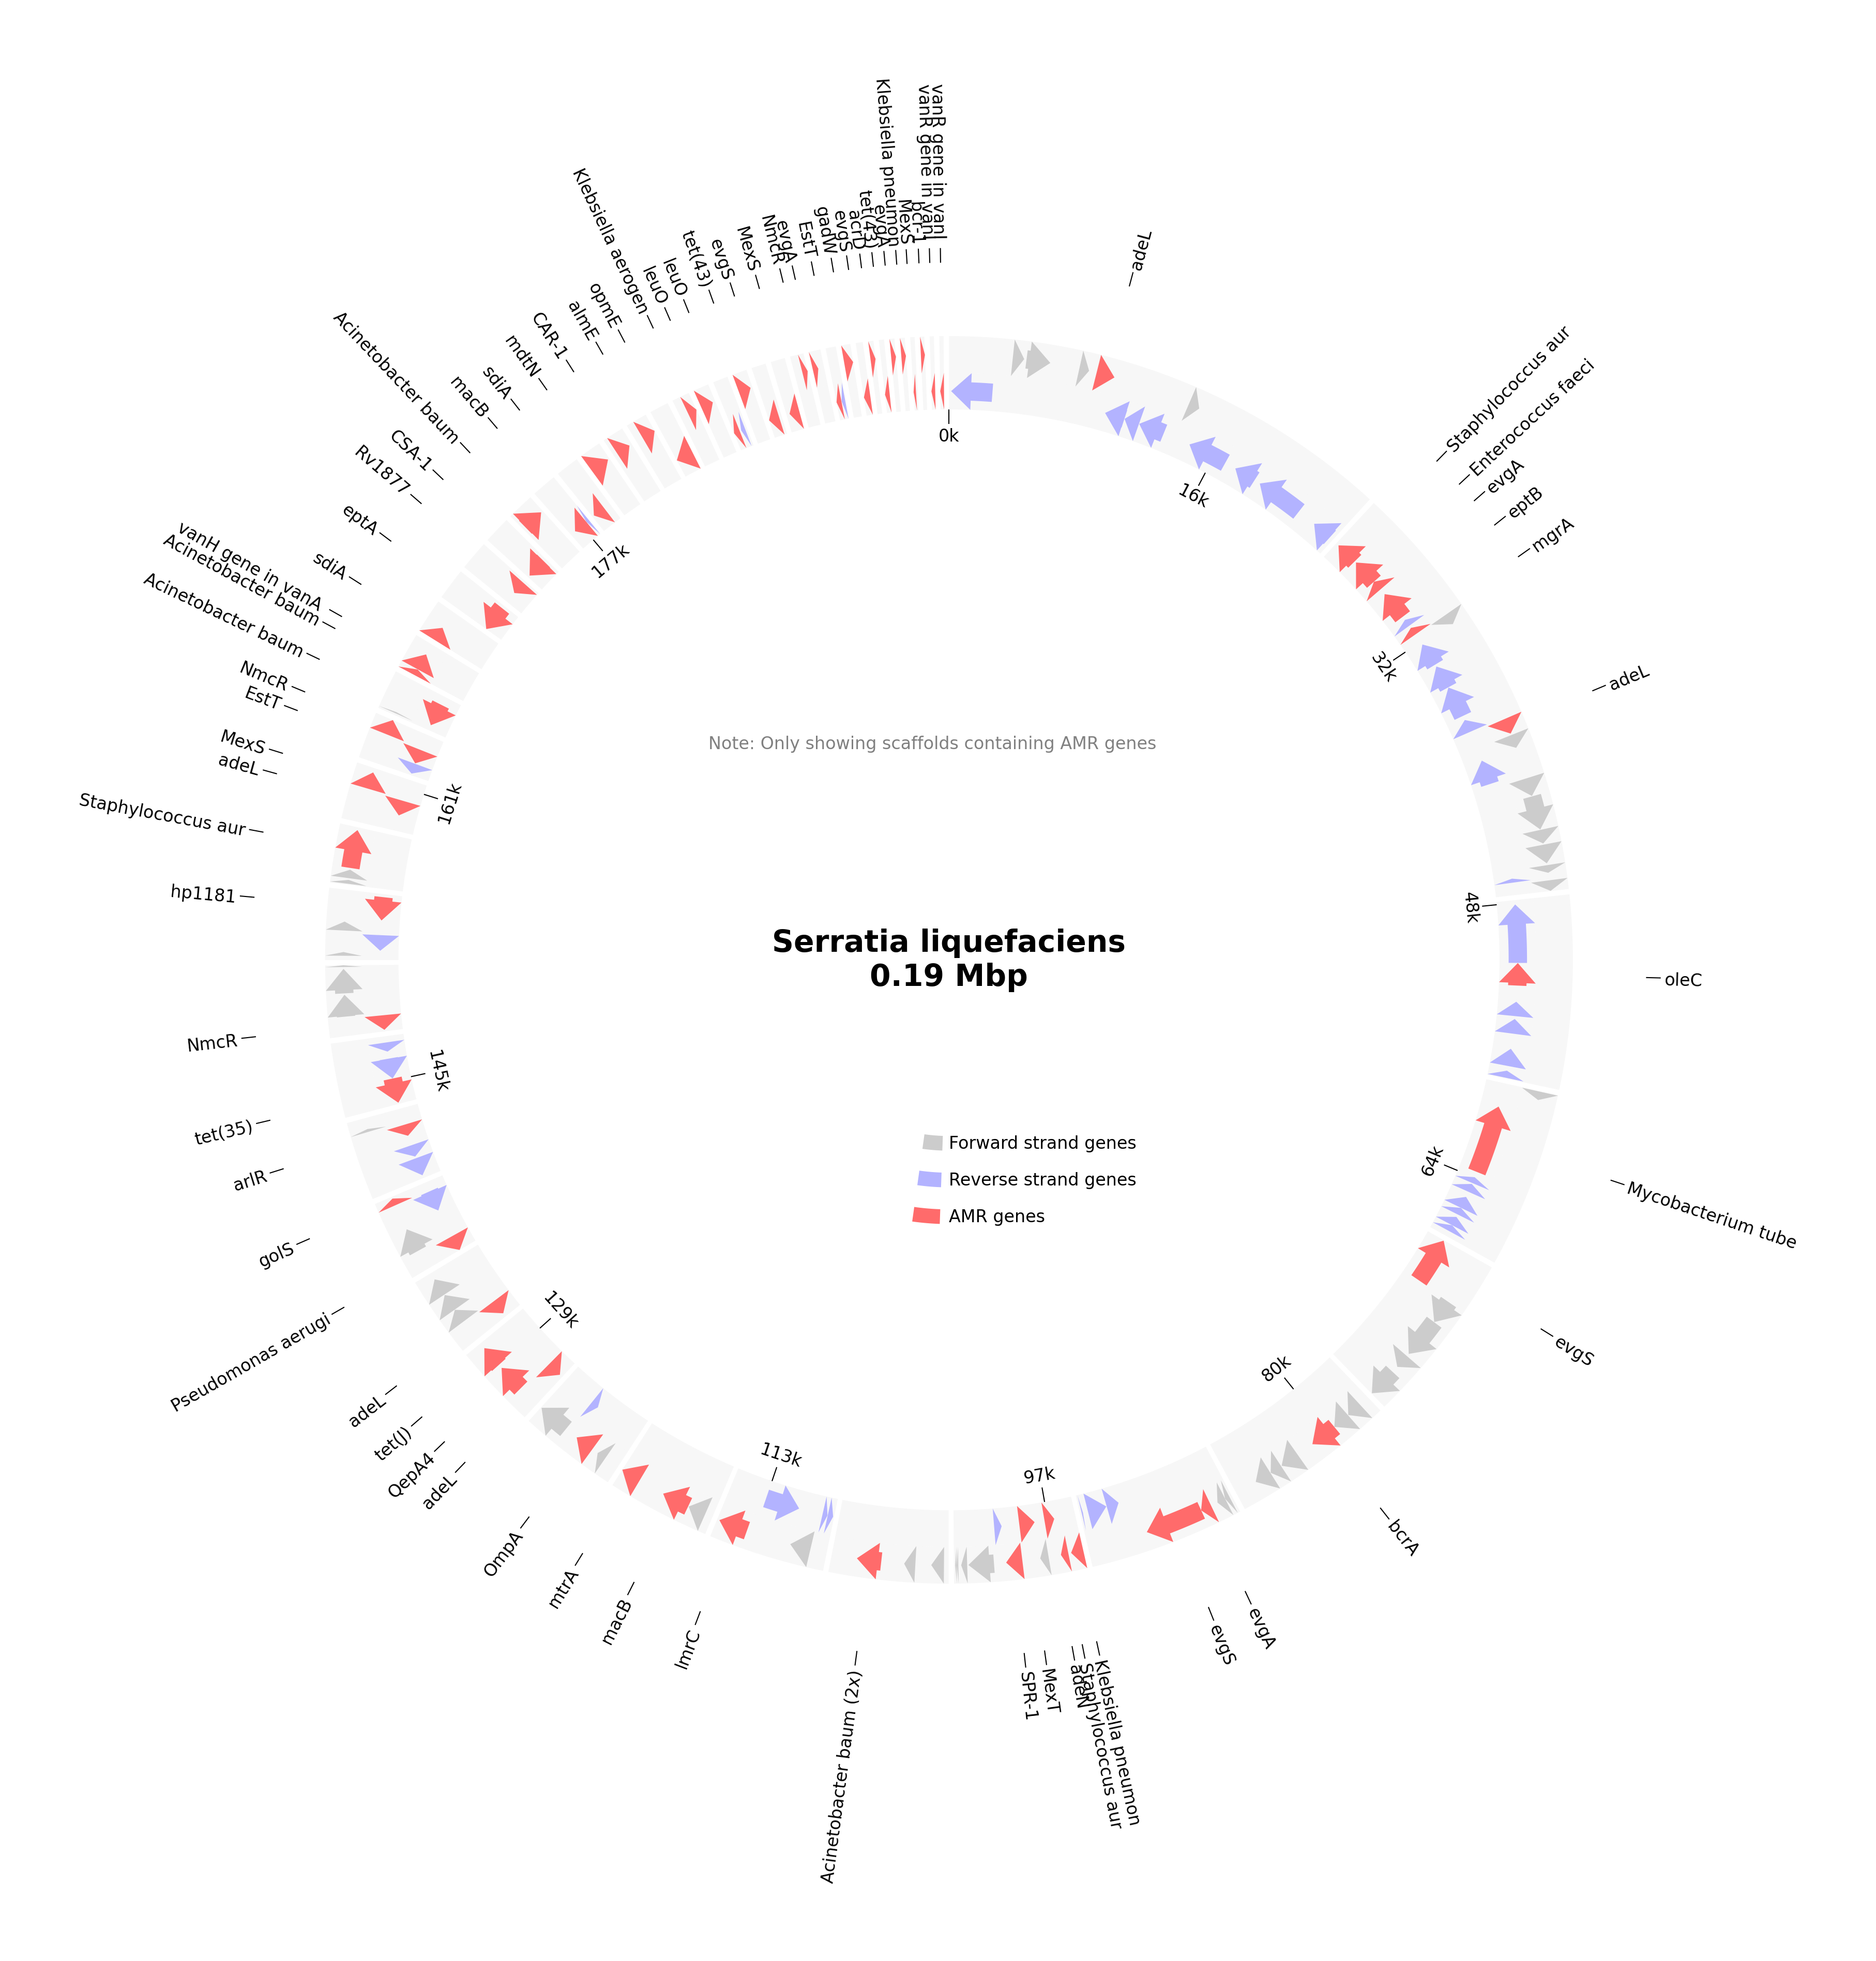 Serratia liquefaciens
0.19 Mbp
Note: Only showing scaffolds containing AMR genes
Forward strand genes
Reverse strand genes
AMR genes
0k
16k
32k
48k
64k
80k
97k
113k
129k
145k
161k
177k
adeL
Staphylococcus aur
Enterococcus faeci
evgA
eptB
mgrA
adeL
oleC
Mycobacterium tube
evgS
bcrA
evgA
evgS
Klebsiella pneumon
Staphylococcus aur
adeN
MexT
SPR-1
Acinetobacter baum (2x)
lmrC
macB
mtrA
OmpA
adeL
QepA4
tet(J)
adeL
Pseudomonas aerugi
golS
arlR
tet(35)
NmcR
hp1181
Staphylococcus aur
adeL
MexS
EstT
NmcR
Acinetobacter baum
Acinetobacter baum
vanH gene in vanA
sdiA
eptA
Rv1877
CSA-1
Acinetobacter baum
macB
sdiA
mdtN
CAR-1
almE
opmE
Klebsiella aerogen
leuO
leuO
tet(43)
evgS
MexS
NmcR
evgA
EstT
gadW
evgS
acrD
tet(43)
evgA
Klebsiella pneumon
MexS
bcr-1
vanR gene in vanI
vanR gene in vanI